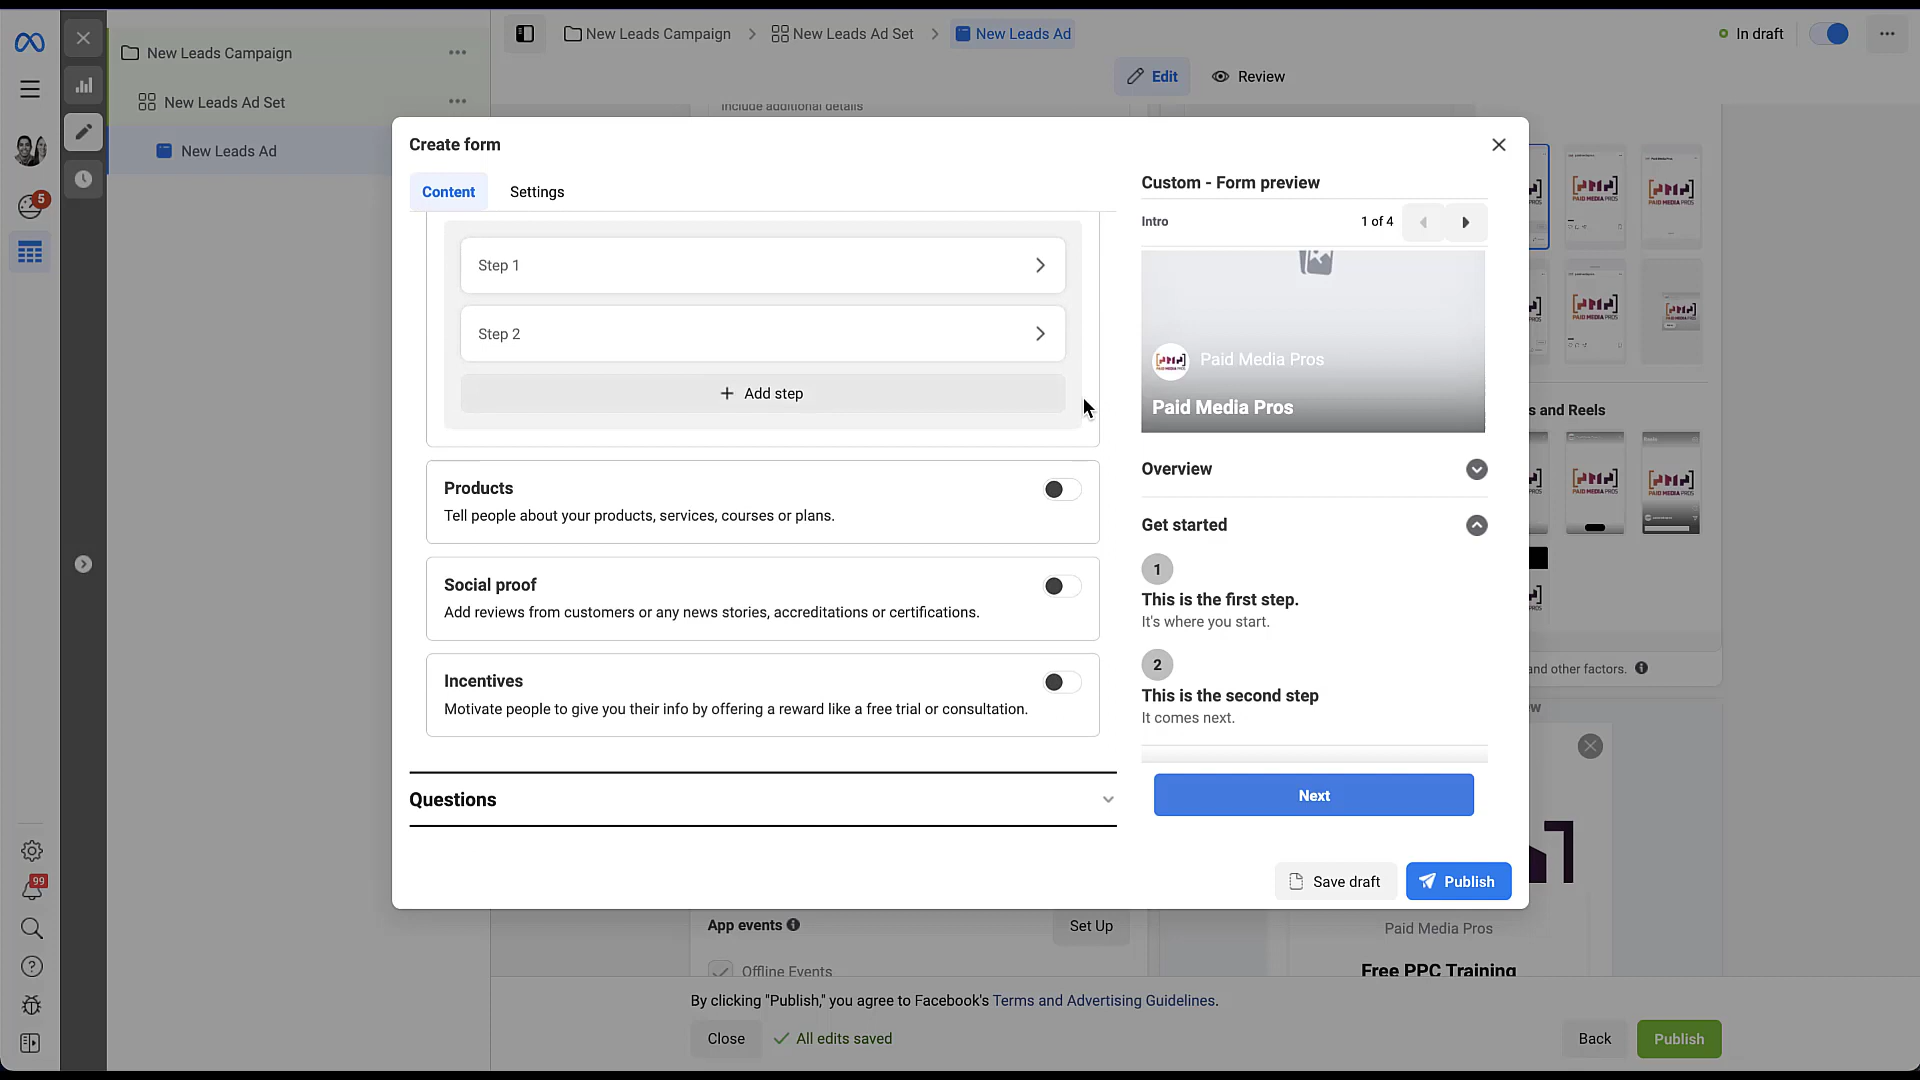 New Leads Campaign
New Leads Ad Set
New Leads Ad
5
99
New Leads Campaign
New Leads Ad Set
New Leads Ad
In draft
Edit
Review
Include additional details
Create form
Content
Settings
Step 1
Step 2
+ Add step
Products
Tell people about your products, services, courses or plans.
Social proof
Add reviews from customers or any news stories, accreditations or certifications.
Incentives
Motivate people to give you their info by offering a reward like a free trial or consultation.
Questions
Custom - Form preview
Intro
1 of 4
Paid Media Pros
Paid Media Pros
Overview
Get started
1
This is the first step.
It's where you start.
2
This is the second step
It comes next.
Next
Save draft
Publish
s and Reels
and other factors.
App events
Set Up
Offline Events
Paid Media Pros
Free PPC Training
By clicking "Publish," you agree to Facebook's Terms and Advertising Guidelines.
Close
All edits saved
Back
Publish